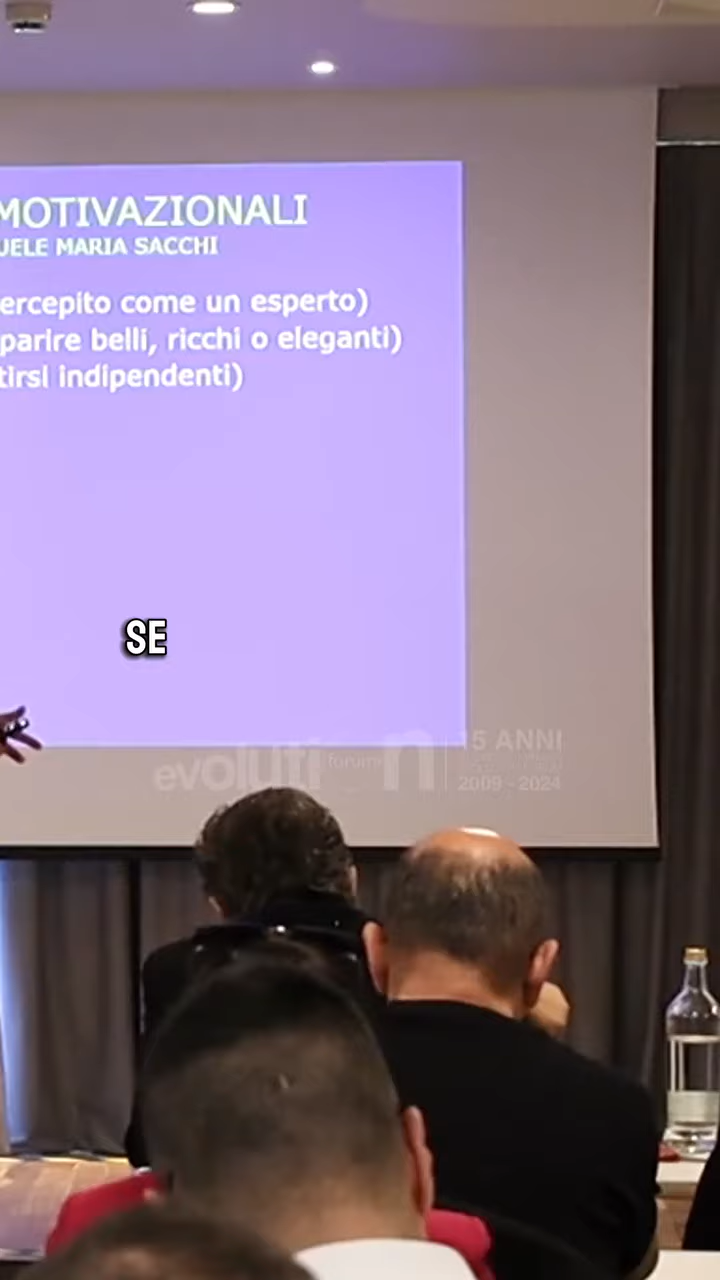 MOTIVAZIONALI
UELE MARIA SACCHI
ercepito come un esperto)
parire belli, ricchi o eleganti)
tirsi indipendenti)
SE
evoluti forum n
15 ANNI
2009 - 2024